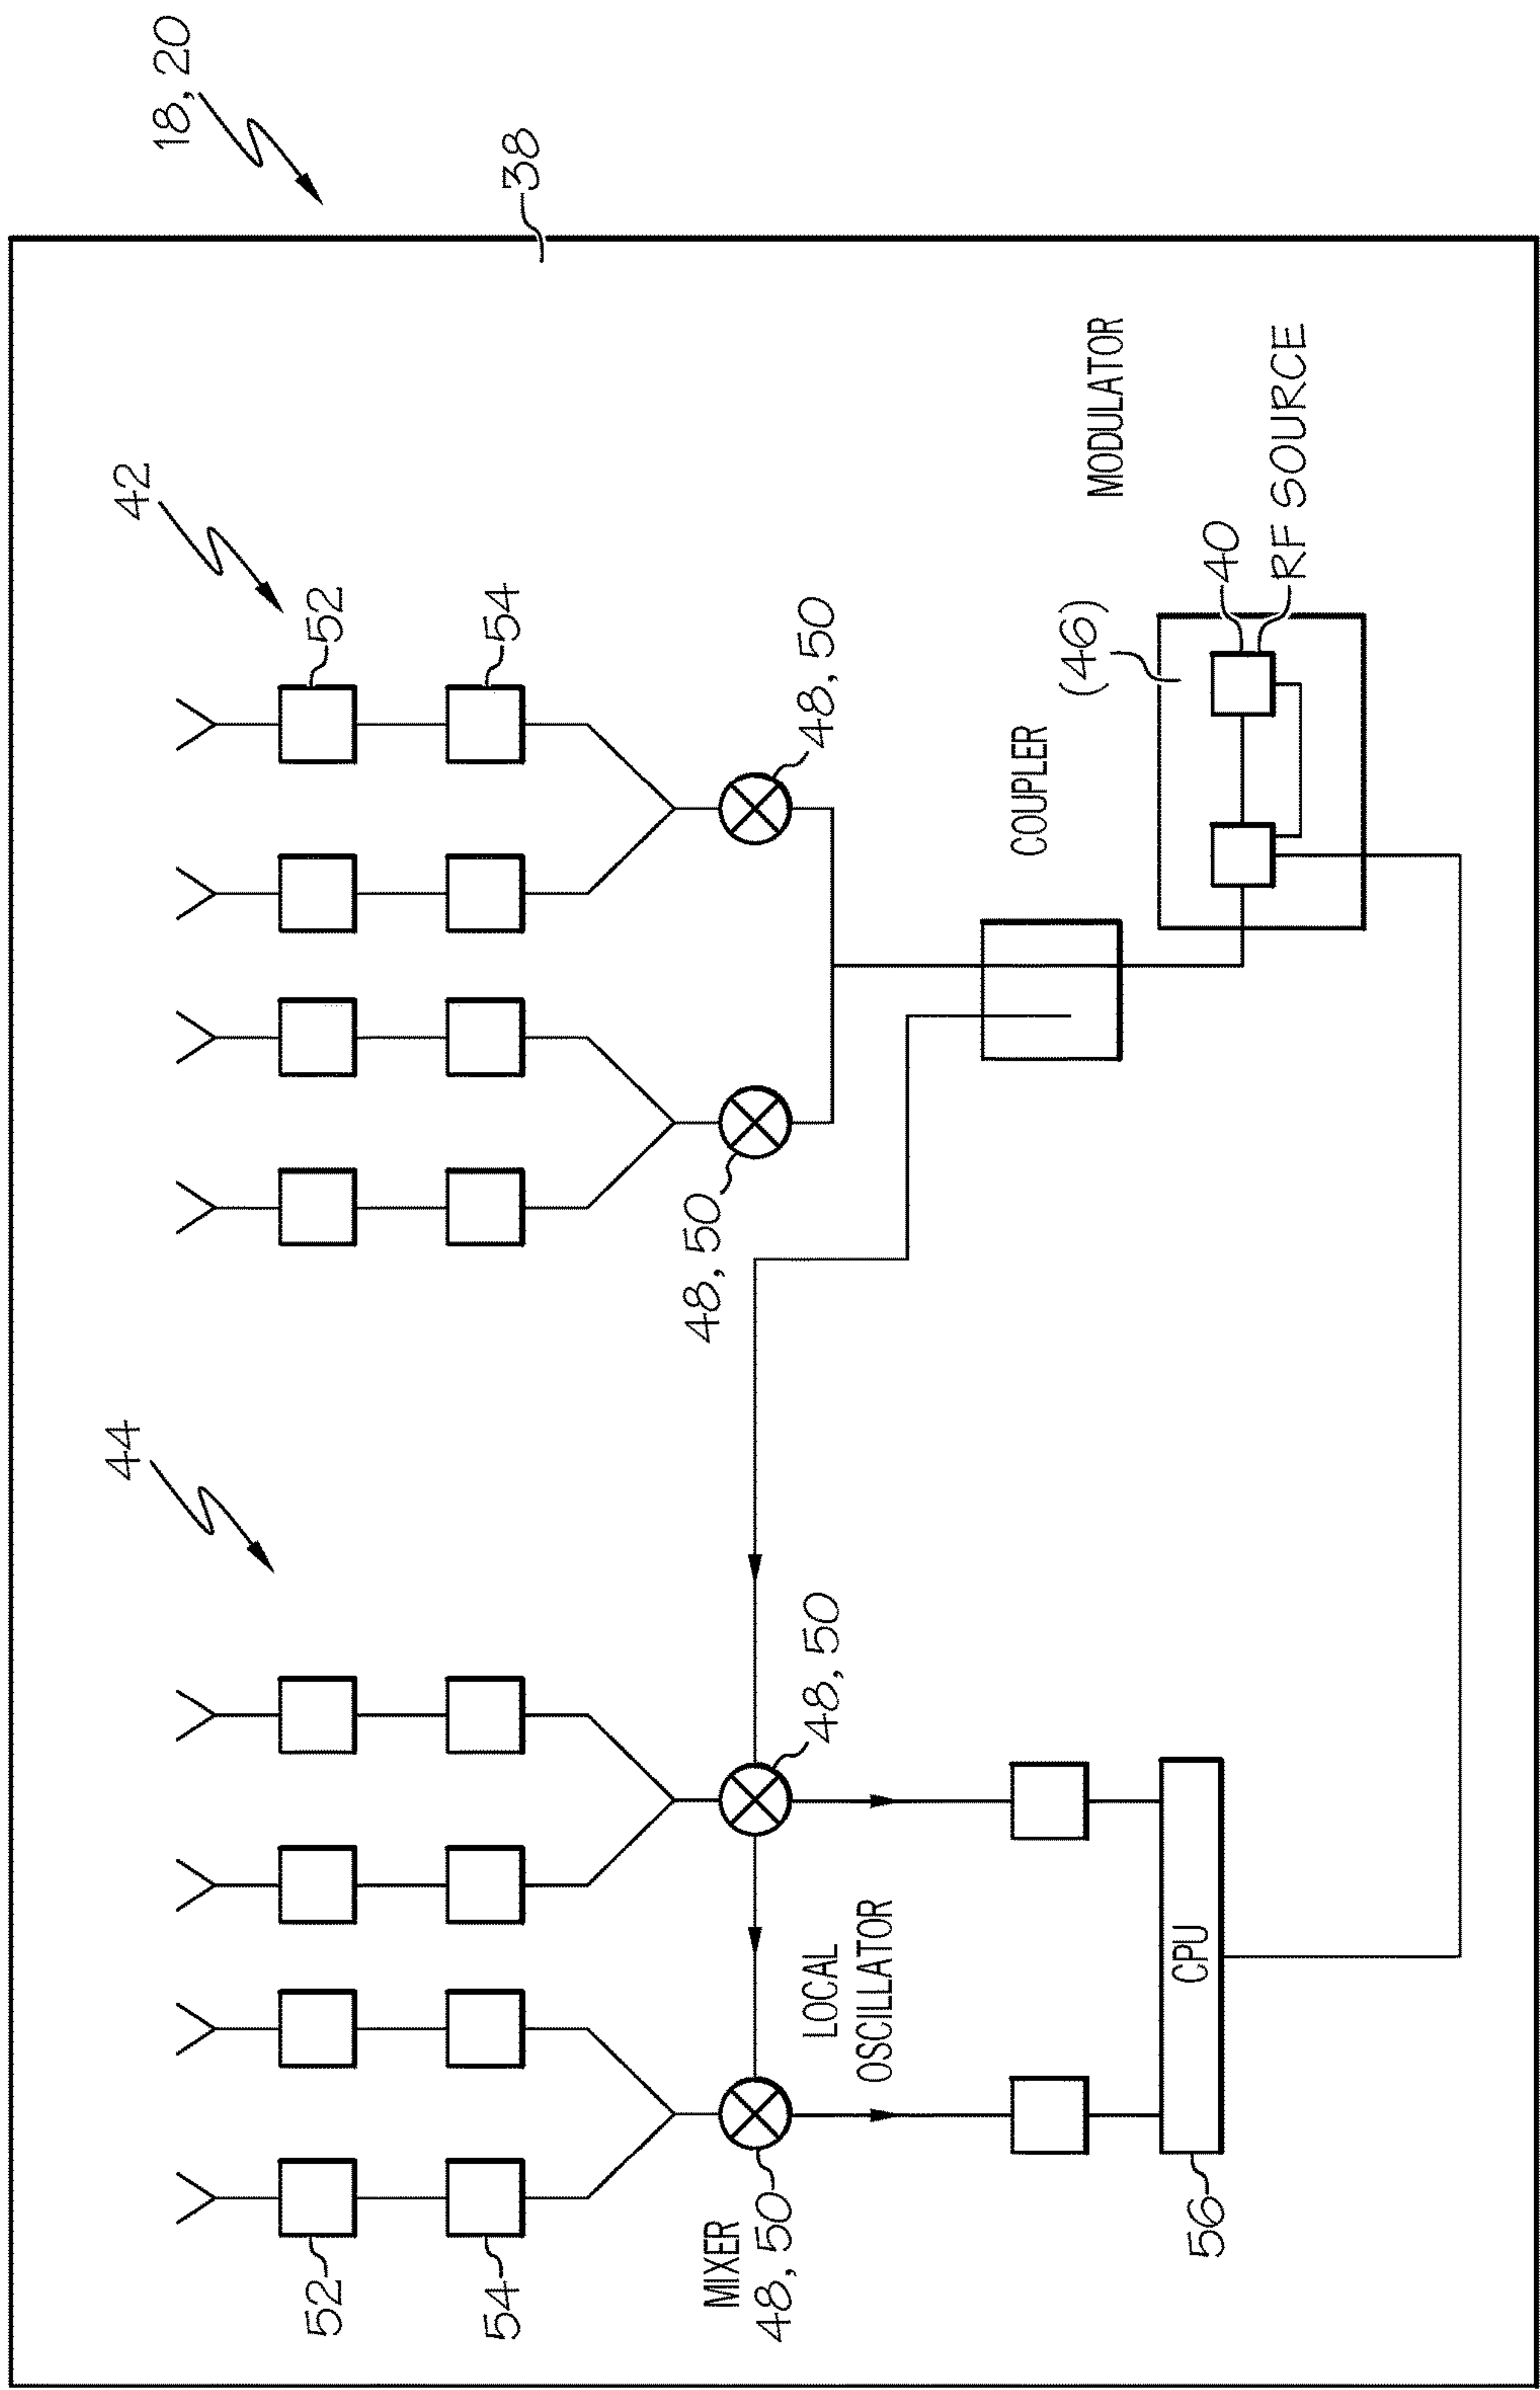 18, 20
38
42
44
52
54
48, 50
48, 50
48, 50
52
54
MIXER
48, 50
LOCAL
OSCILLATOR
COUPLER
MODULATOR
(46)
40
RF SOURCE
CPU
56